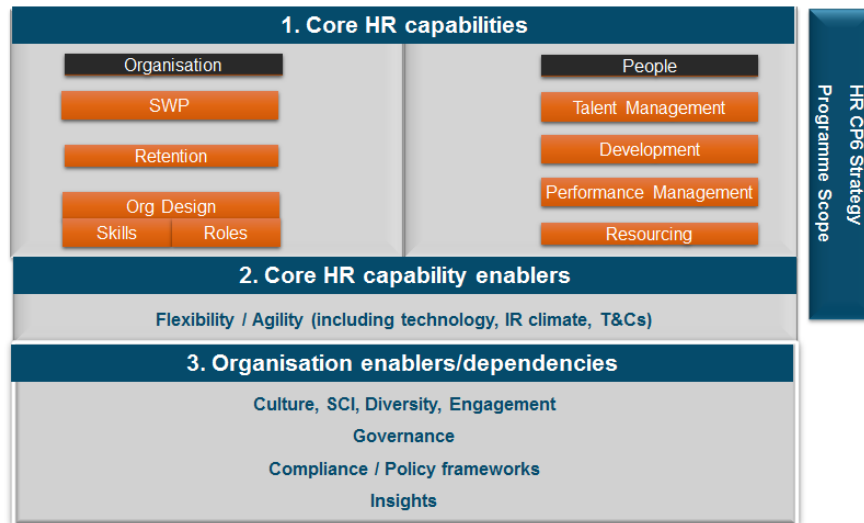 1. Core HR capabilities
Organisation
SWP
Retention
Org Design
Skills
Roles
People
Talent Management
Development
Performance Management
Resourcing
2. Core HR capability enablers
Flexibility / Agility (including technology, IR climate, T&Cs)
3. Organisation enablers/dependencies
Culture, SCI, Diversity, Engagement
Governance
Compliance / Policy frameworks
Insights
HR CP6 Strategy
Programme Scope